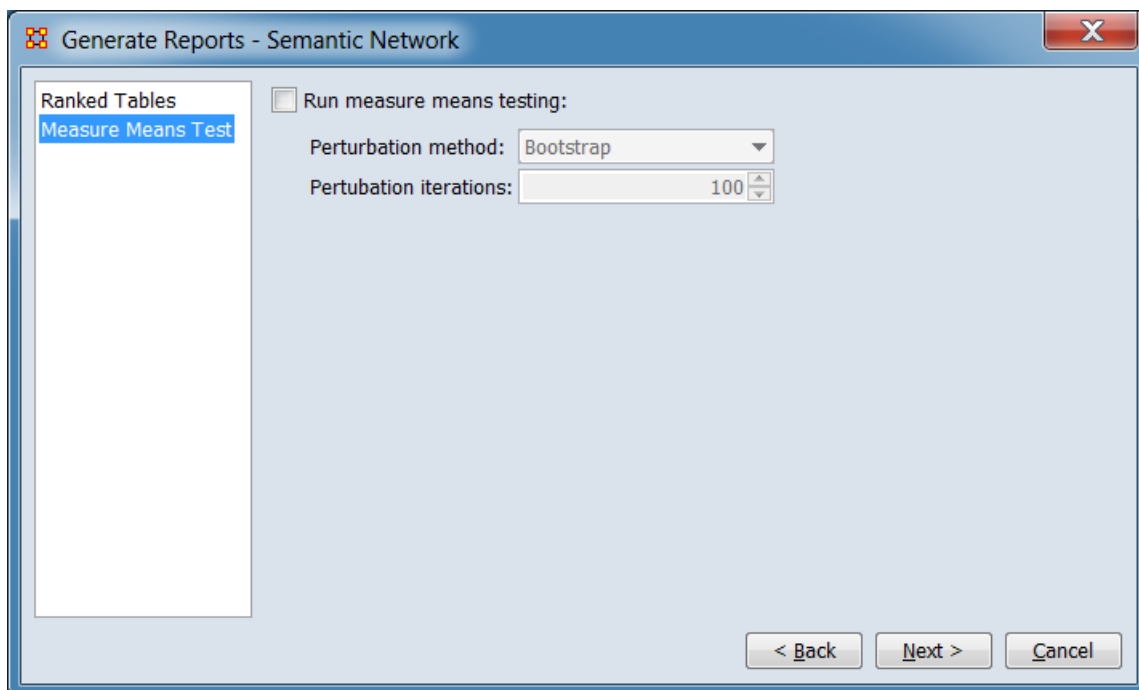 Generate Reports - Semantic Network
X
Ranked Tables
Measure Means Test
Run measure means testing:
Perturbation method: Bootstrap
Pertubation iterations: 100
< Back Next > Cancel